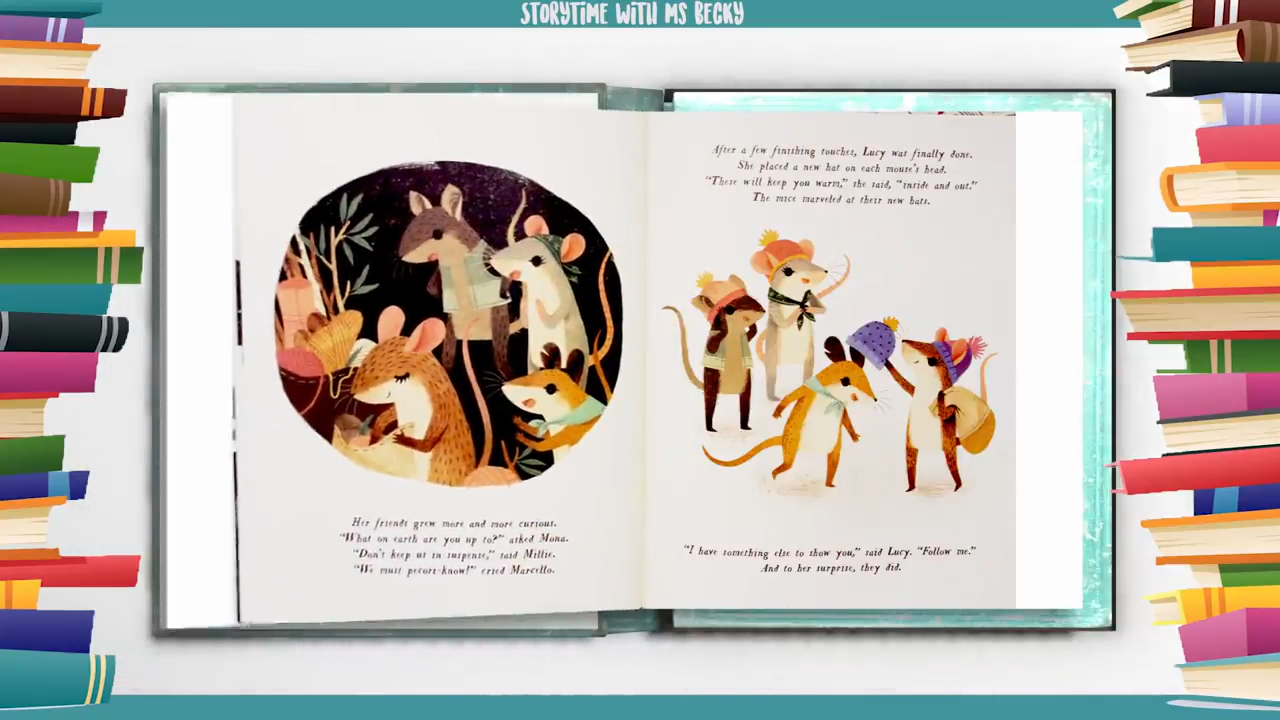 STORYTIME WITH MS BECKY
Her friends grew more and more curious.
"What on earth are you up to?" asked Mona.
"Don't keep us in suspense," said Millie.
"We must pecort-know!" cried Marcello.
After a few finishing touches, Lucy was finally done.
She placed a new hat on each mouse's head.
"These will keep you warm," she said, "inside and out."
The mice marveled at their new hats.
"I have something else to show you," said Lucy. "Follow me."
And to her surprise, they did.